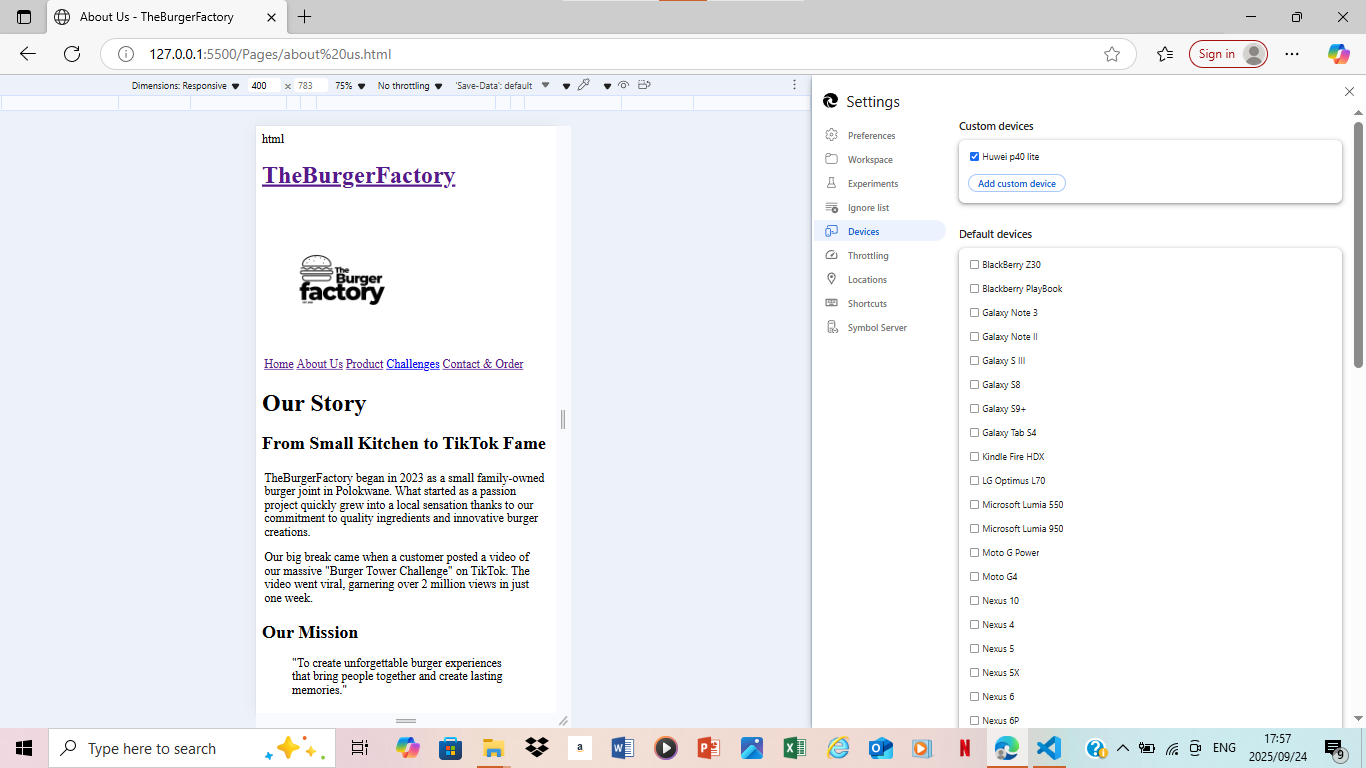 About Us - TheBurgerFactory
127.0.0.1:5500/Pages/about%20us.html
Sign in
Dimensions: Responsive 400 × 783 75% No throttling 'Save-Data': default
html
TheBurgerFactory
The
Burger
factory
Home About Us Product Challenges Contact & Order
Our Story
From Small Kitchen to TikTok Fame
TheBurgerFactory began in 2023 as a small family-owned
burger joint in Polokwane. What started as a passion
project quickly grew into a local sensation thanks to our
commitment to quality ingredients and innovative burger
creations.
Our big break came when a customer posted a video of
our massive "Burger Tower Challenge" on TikTok. The
video went viral, garnering over 2 million views in just
one week.
Our Mission
"To create unforgettable burger experiences
that bring people together and create lasting
memories."
Settings
Preferences
Workspace
Experiments
Ignore list
Devices
Throttling
Locations
Shortcuts
Symbol Server
Custom devices
Huwei p40 lite
Add custom device
Default devices
BlackBerry Z30
Blackberry PlayBook
Galaxy Note 3
Galaxy Note II
Galaxy S III
Galaxy S8
Galaxy S9+
Galaxy Tab S4
Kindle Fire HDX
LG Optimus L70
Microsoft Lumia 550
Microsoft Lumia 950
Moto G Power
Moto G4
Nexus 10
Nexus 4
Nexus 5
Nexus 5X
Nexus 6
Nexus 6P
Type here to search
a
W
P
X
N
ENG
17:57
2025/09/24
9